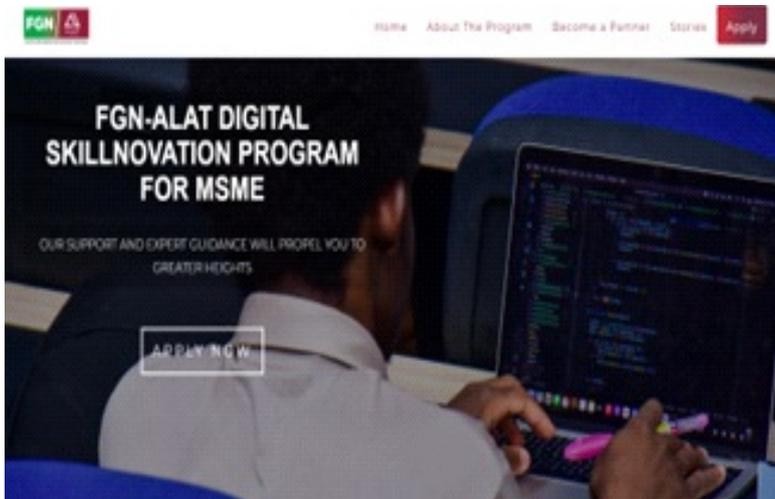 FGN
Home About The Program Become a Partner Stories Apply
FGN-ALAT DIGITAL
SKILLNOVATION PROGRAM
FOR MSME
OUR SUPPORT AND EXPERT GUIDANCE WILL PROPEL YOU TO
GREATER HEIGHTS
APPLY NOW